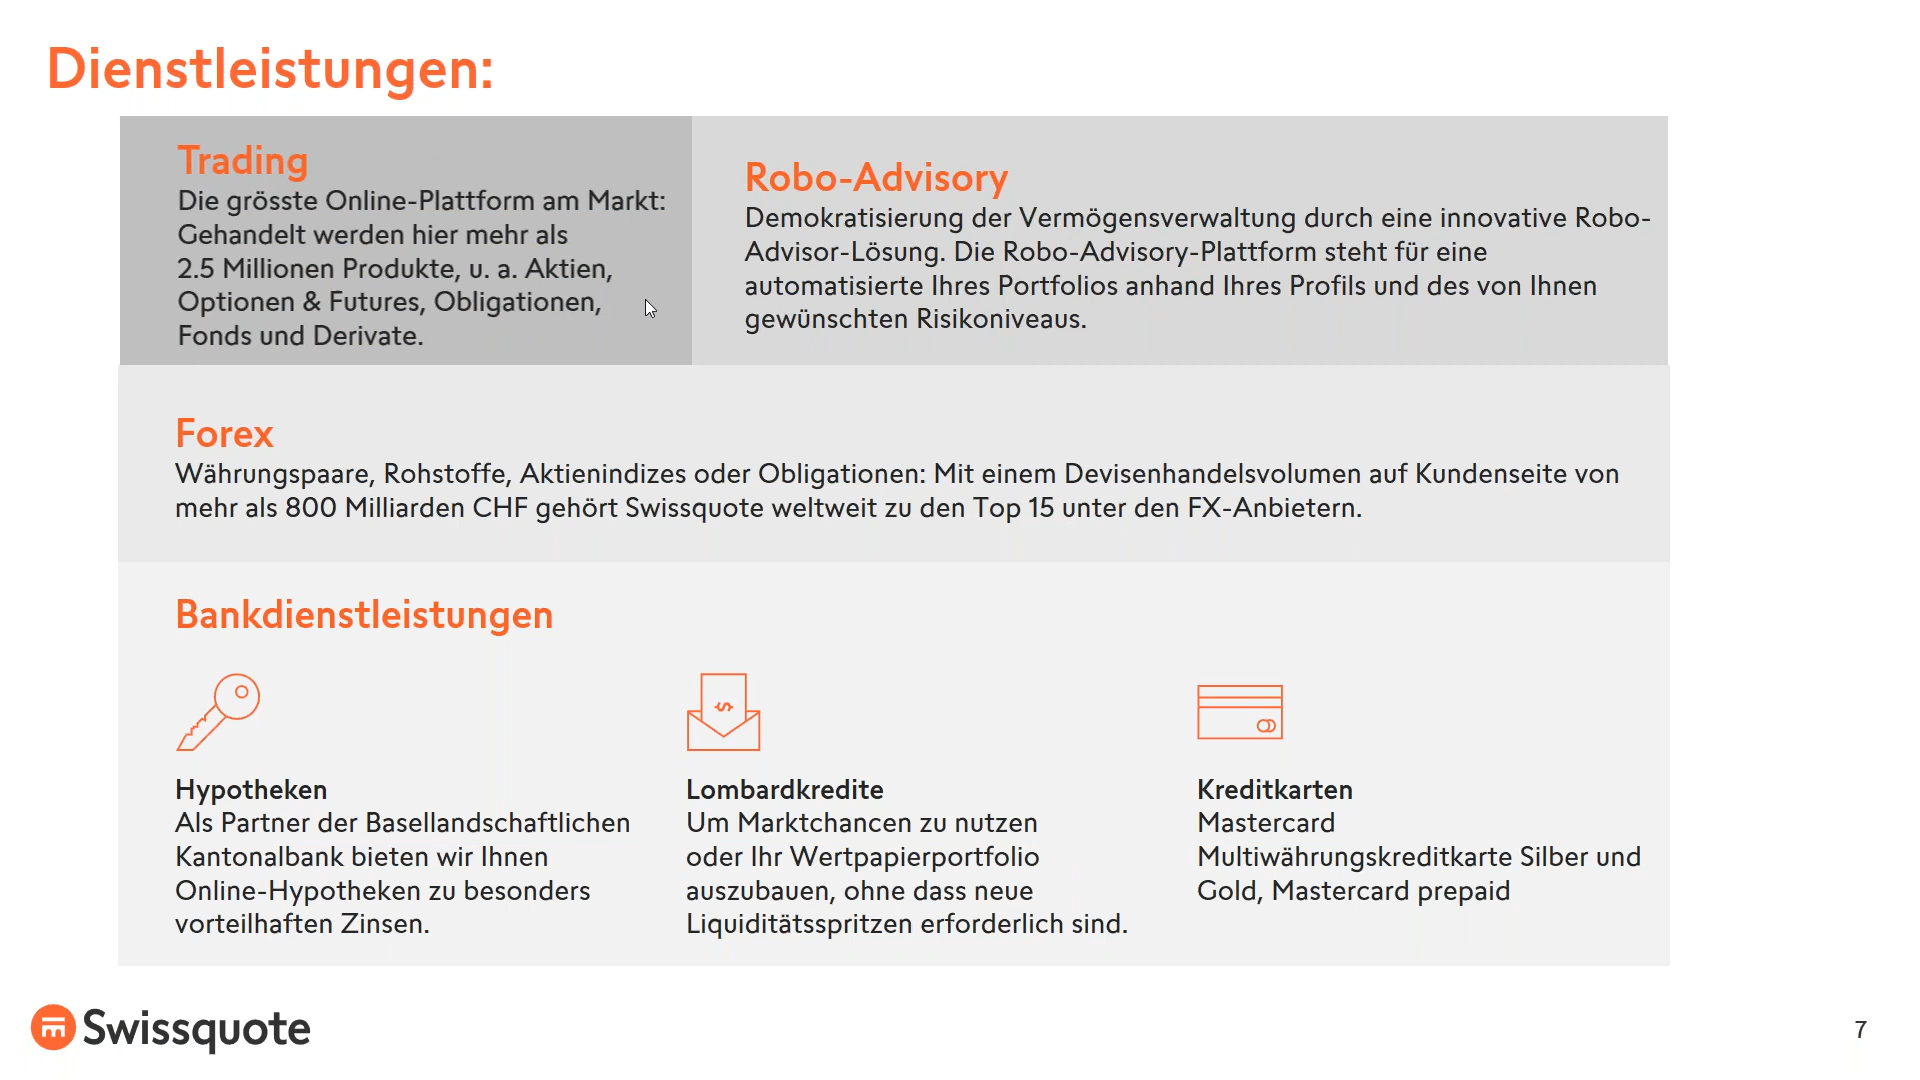 Dienstleistungen:
Trading
Die grösste Online-Plattform am Markt:
Gehandelt werden hier mehr als
2.5 Millionen Produkte, u. a. Aktien,
Optionen & Futures, Obligationen,
Fonds und Derivate.
Robo-Advisory
Demokratisierung der Vermögensverwaltung durch eine innovative Robo-
Advisor-Lösung. Die Robo-Advisory-Plattform steht für eine
automatisierte Ihres Portfolios anhand Ihres Profils und des von Ihnen
gewünschten Risikoniveaus.
Forex
Währungspaare, Rohstoffe, Aktienindizes oder Obligationen: Mit einem Devisenhandelsvolumen auf Kundenseite von
mehr als 800 Milliarden CHF gehört Swissquote weltweit zu den Top 15 unter den FX-Anbietern.
Bankdienstleistungen
$
Hypotheken
Als Partner der Basellandschaftlichen
Kantonalbank bieten wir Ihnen
Online-Hypotheken zu besonders
vorteilhaften Zinsen.
Lombardkredite
Um Marktchancen zu nutzen
oder Ihr Wertpapierportfolio
auszubauen, ohne dass neue
Liquiditätsspritzen erforderlich sind.
Kreditkarten
Mastercard
Multiwährungskreditkarte Silber und
Gold, Mastercard prepaid
Swissquote
7